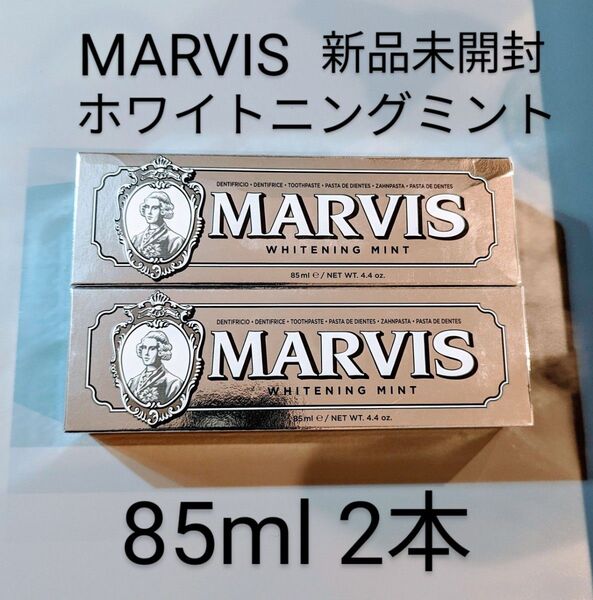 MARVIS 新品未開封
ホワイトニングミント
DENTIFRICIO • DENTIFRICE • TOOTHPASTE • PASTA DE DIENTES • ZAHNPASTA • PASTA DE DENTES
MARVIS
WHITENING MINT
85ml ℮ / NET WT. 4.4 oz.
DENTIFRICIO • DENTIFRICE • TOOTHPASTE • PASTA DE DIENTES • ZAHNPASTA • PASTA DE DENTES
MARVIS
WHITENING MINT
85ml ℮ / NET WT. 4.4 oz.
85ml 2本